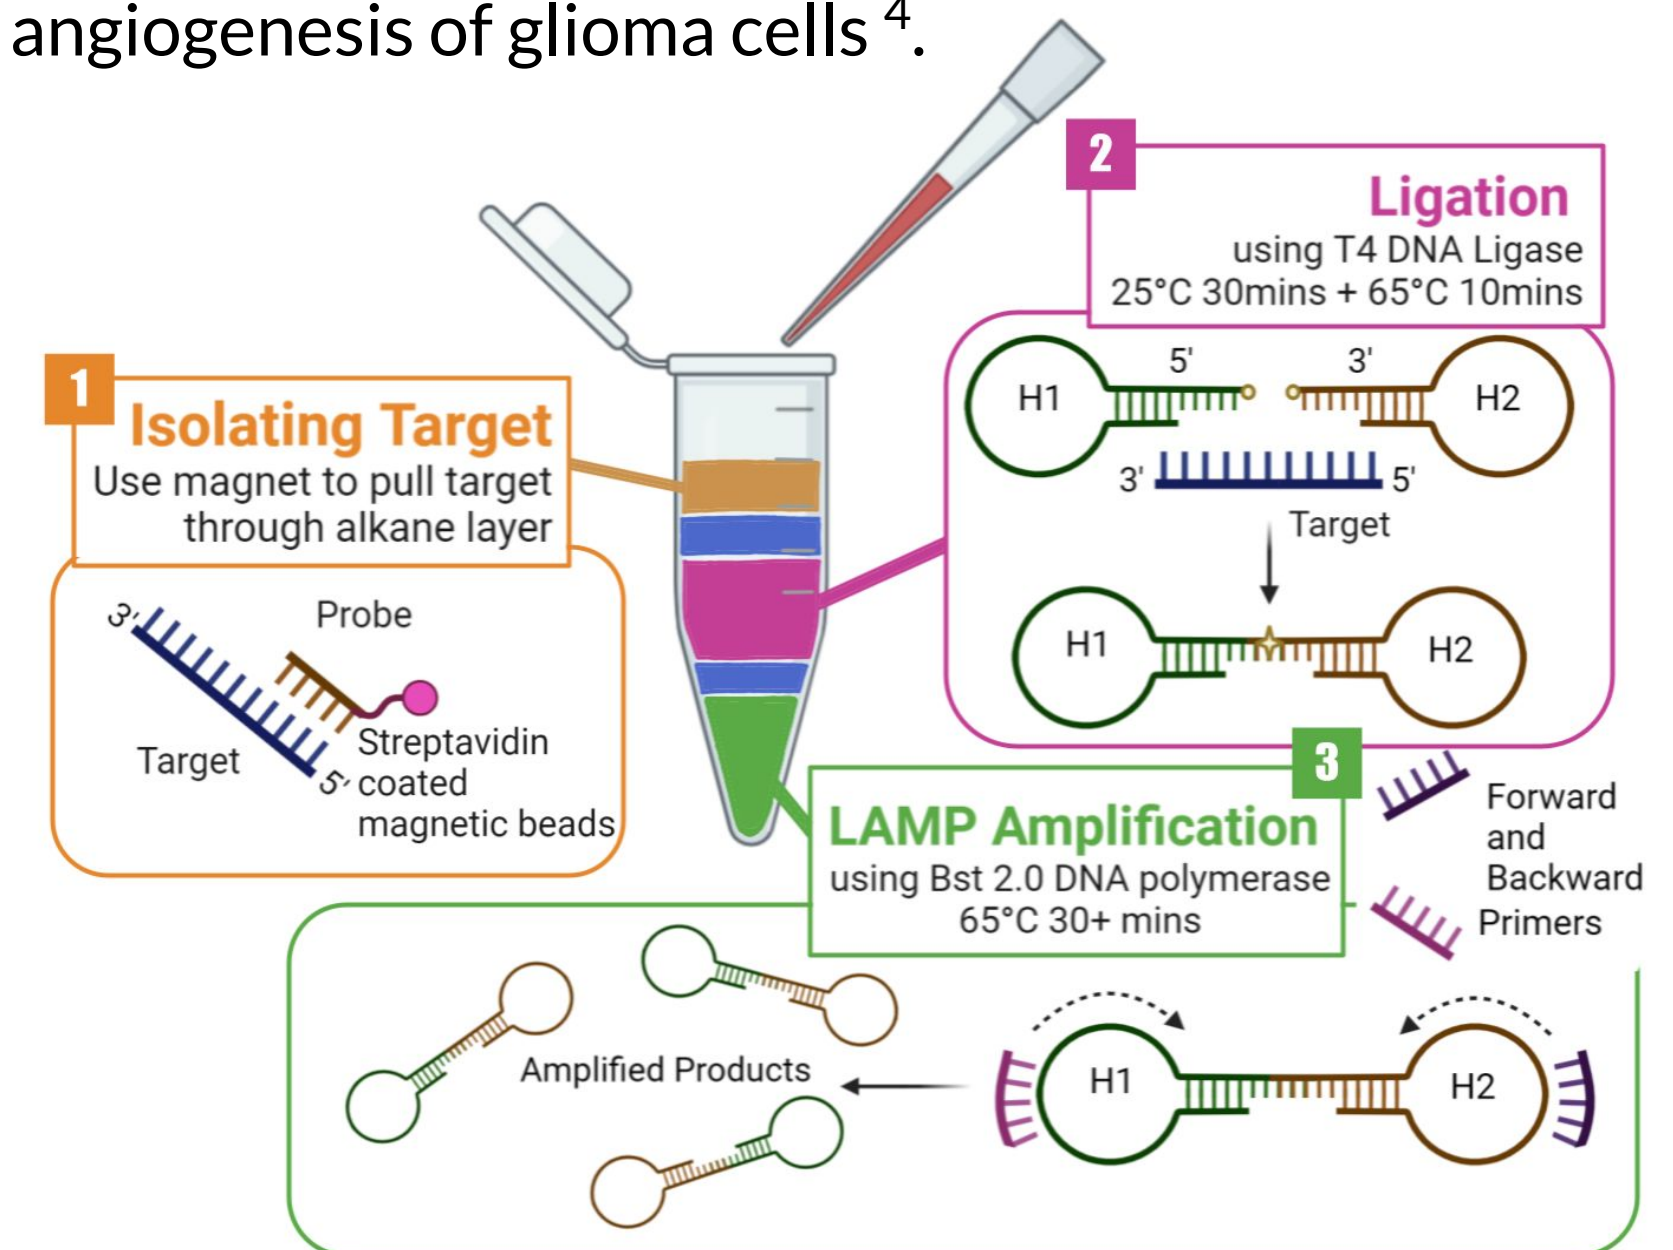 angiogenesis of glioma cells ⁴.
1
Isolating Target
Use magnet to pull target
through alkane layer
3'
Probe
Target
5'
Streptavidin
coated
magnetic beads
2
Ligation
using T4 DNA Ligase
25°C 30mins + 65°C 10mins
5' 3'
H1 H2
3' 5'
Target
H1 H2
3
LAMP Amplification
using Bst 2.0 DNA polymerase
65°C 30+ mins
Forward
and
Backward
Primers
H1 H2
Amplified Products